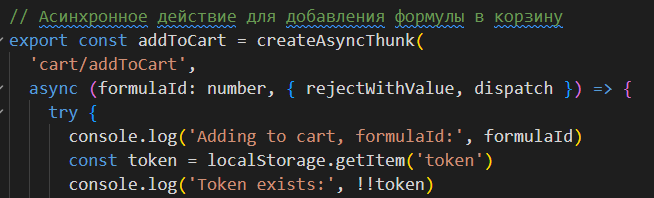 // Асинхронное действие для добавления формулы в корзину
export const addToCart = createAsyncThunk(
'cart/addToCart',
async (formulaId: number, { rejectWithValue, dispatch }) => {
try {
console.log('Adding to cart, formulaId:', formulaId)
const token = localStorage.getItem('token')
console.log('Token exists:', !!token)